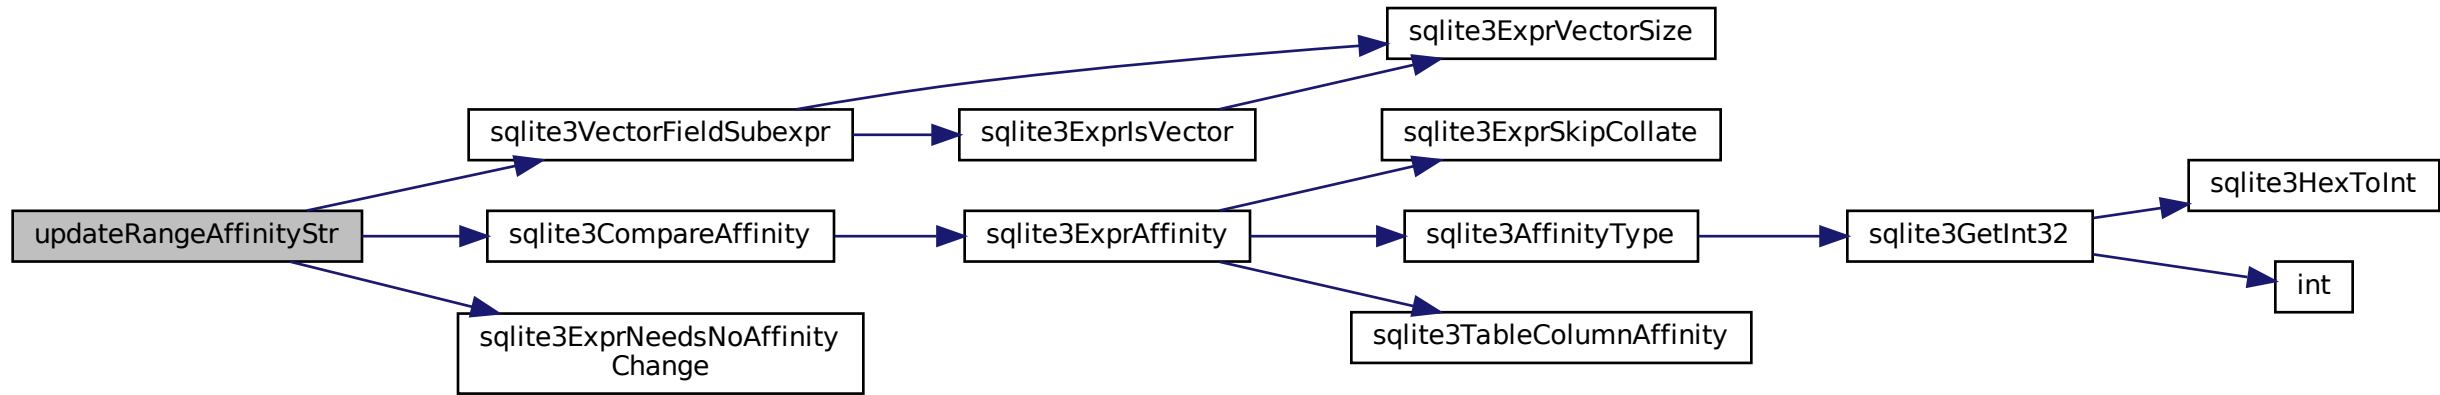 sqlite3ExprVectorSize
sqlite3VectorFieldSubexpr
sqlite3ExprIsVector
sqlite3ExprSkipCollate
sqlite3HexToInt
updateRangeAffinityStr
sqlite3CompareAffinity
sqlite3ExprAffinity
sqlite3AffinityType
sqlite3GetInt32
int
sqlite3ExprNeedsNoAffinity
Change
sqlite3TableColumnAffinity